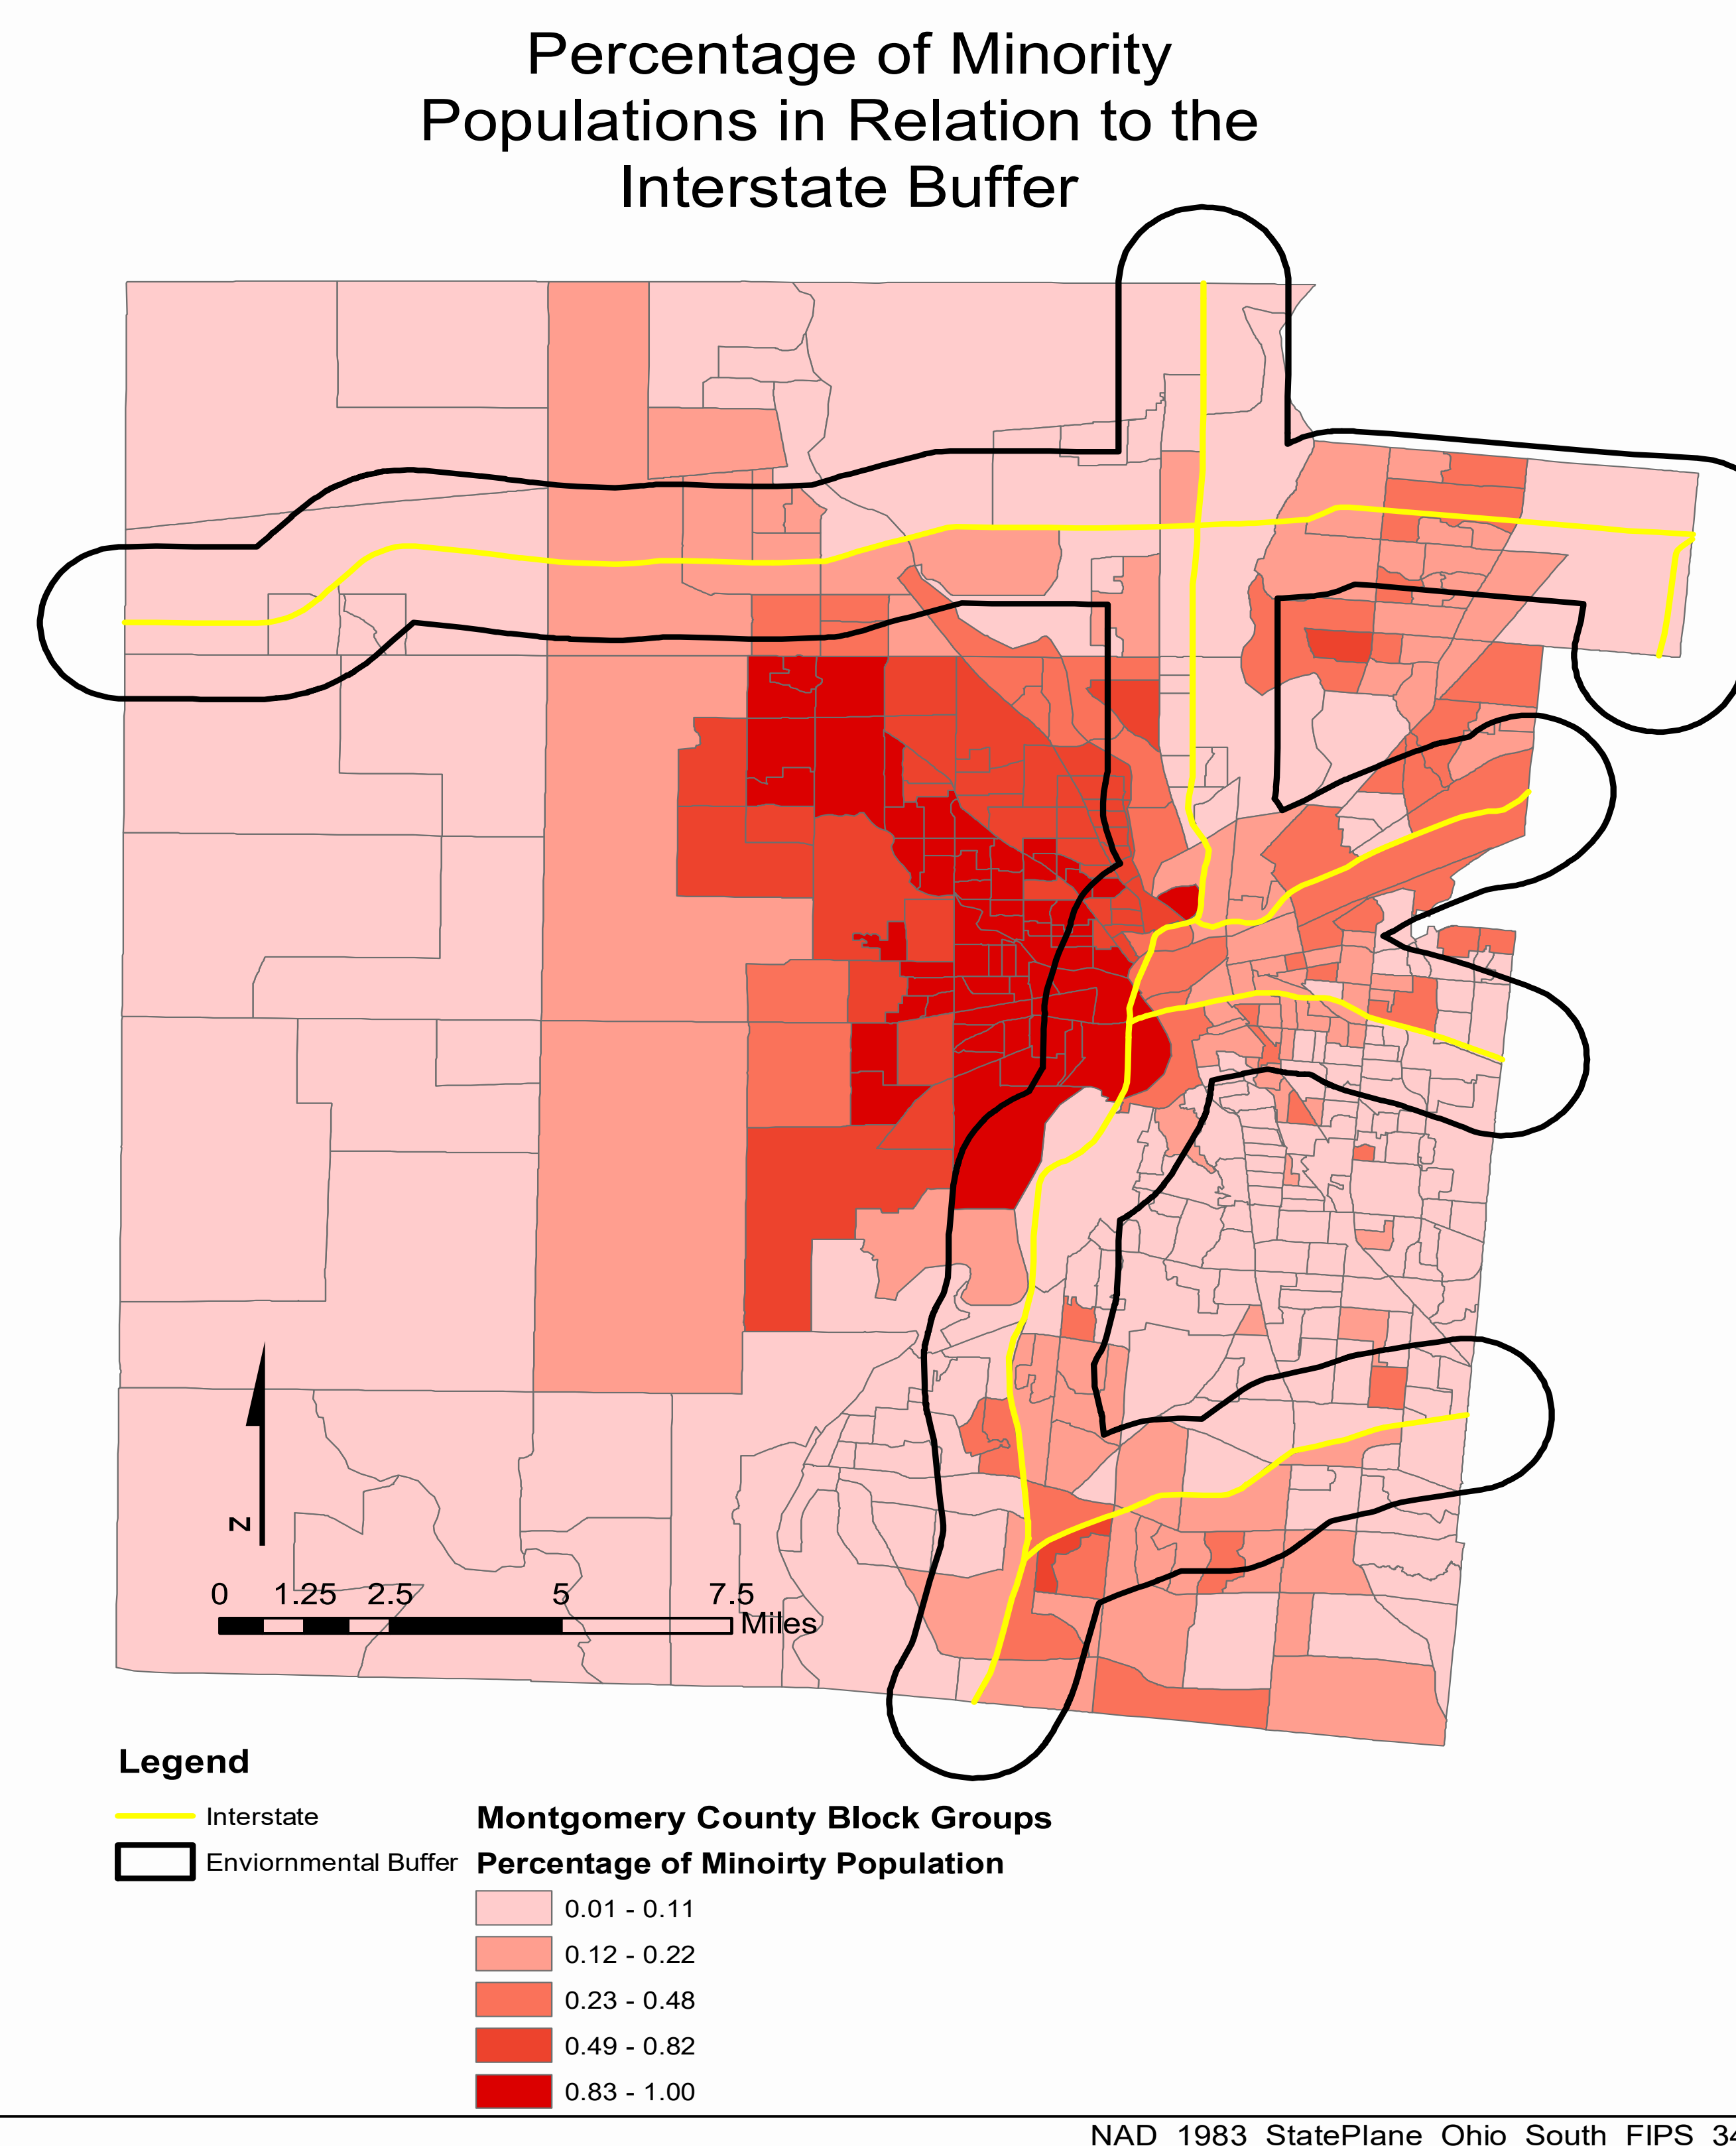 Percentage of Minority
Populations in Relation to the
Interstate Buffer
N
0 1.25 2.5 5 7.5
Miles
Legend
Interstate
Enviornmental Buffer
Montgomery County Block Groups
Percentage of Minoirty Population
0.01 - 0.11
0.12 - 0.22
0.23 - 0.48
0.49 - 0.82
0.83 - 1.00
NAD 1983 StatePlane Ohio South FIPS 34